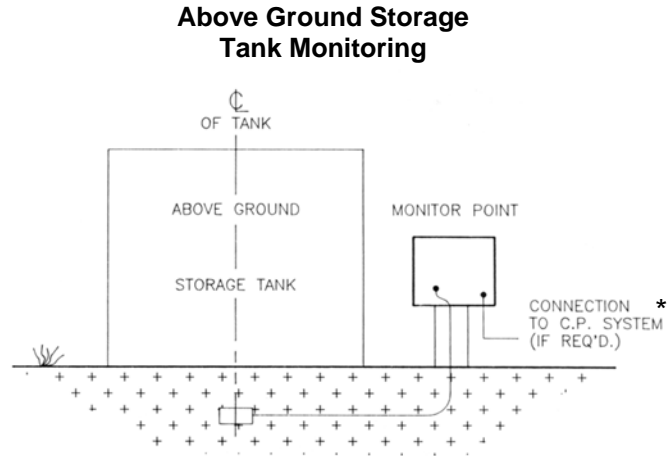 Above Ground Storage
Tank Monitoring
℄
OF TANK
ABOVE GROUND
STORAGE TANK
MONITOR POINT
CONNECTION *
TO C.P. SYSTEM
(IF REQ'D.)